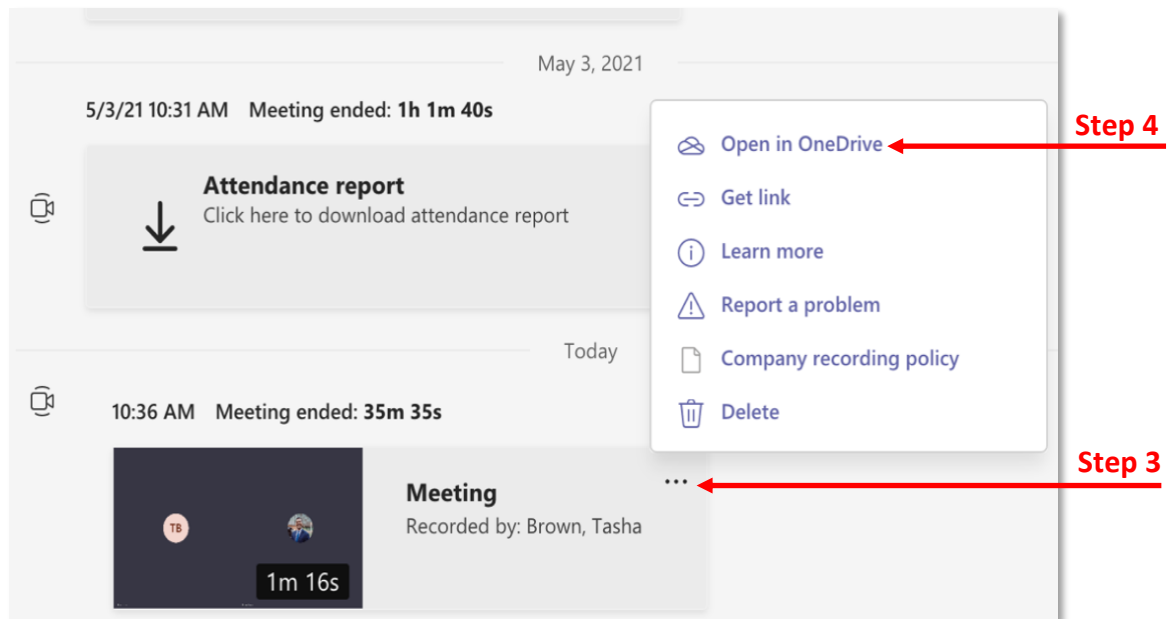 May 3, 2021
5/3/21 10:31 AM Meeting ended: 1h 1m 40s
Attendance report
Click here to download attendance report
Open in OneDrive
Step 4
Get link
Learn more
Report a problem
Company recording policy
Delete
Today
10:36 AM Meeting ended: 35m 35s
Step 3
...
Meeting
Recorded by: Brown, Tasha
TB
1m 16s